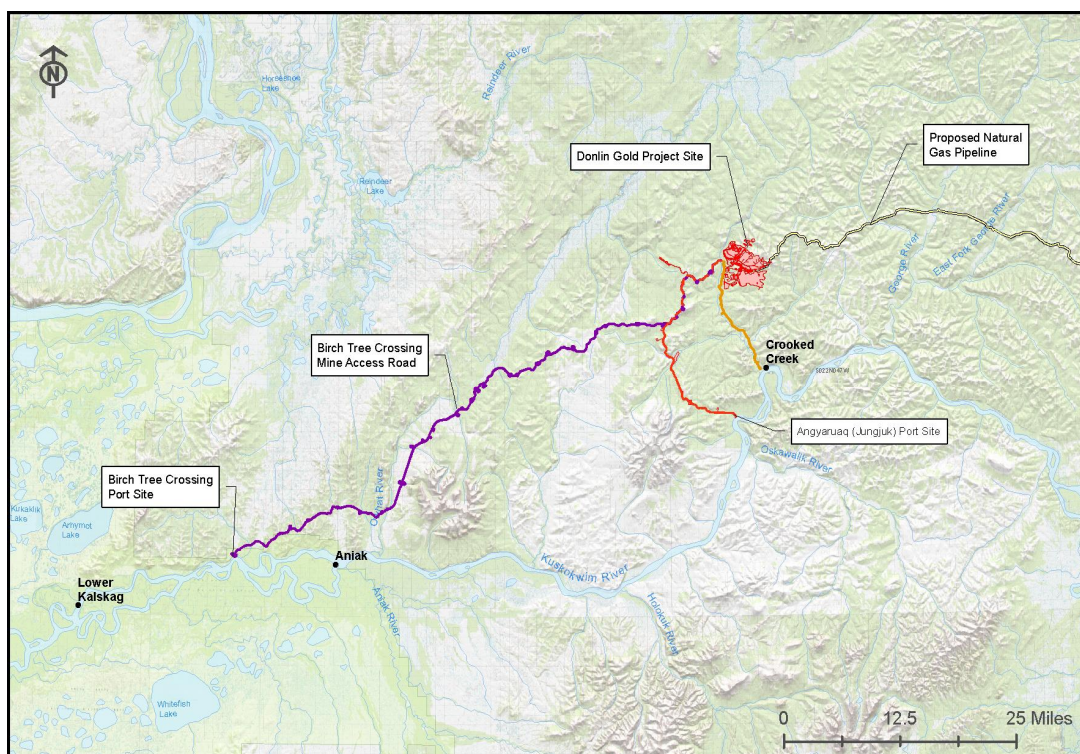 N
Horseshoe
Lake
Reindeer River
Reindeer
Lake
Donlin Gold Project Site
Proposed Natural
Gas Pipeline
George River
East Fork George River
Birch Tree Crossing
Mine Access Road
Crooked
Creek
S022N047W
Angyaruaq (Jungjuk) Port Site
Oskawalik River
Birch Tree Crossing
Port Site
Kirkaklik
Lake
Arhymot
Lake
Aniak
Lower
Kalskag
Kuskokwim River
Aniak River
Holokuk River
Whitefish
Lake
0 12.5 25 Miles